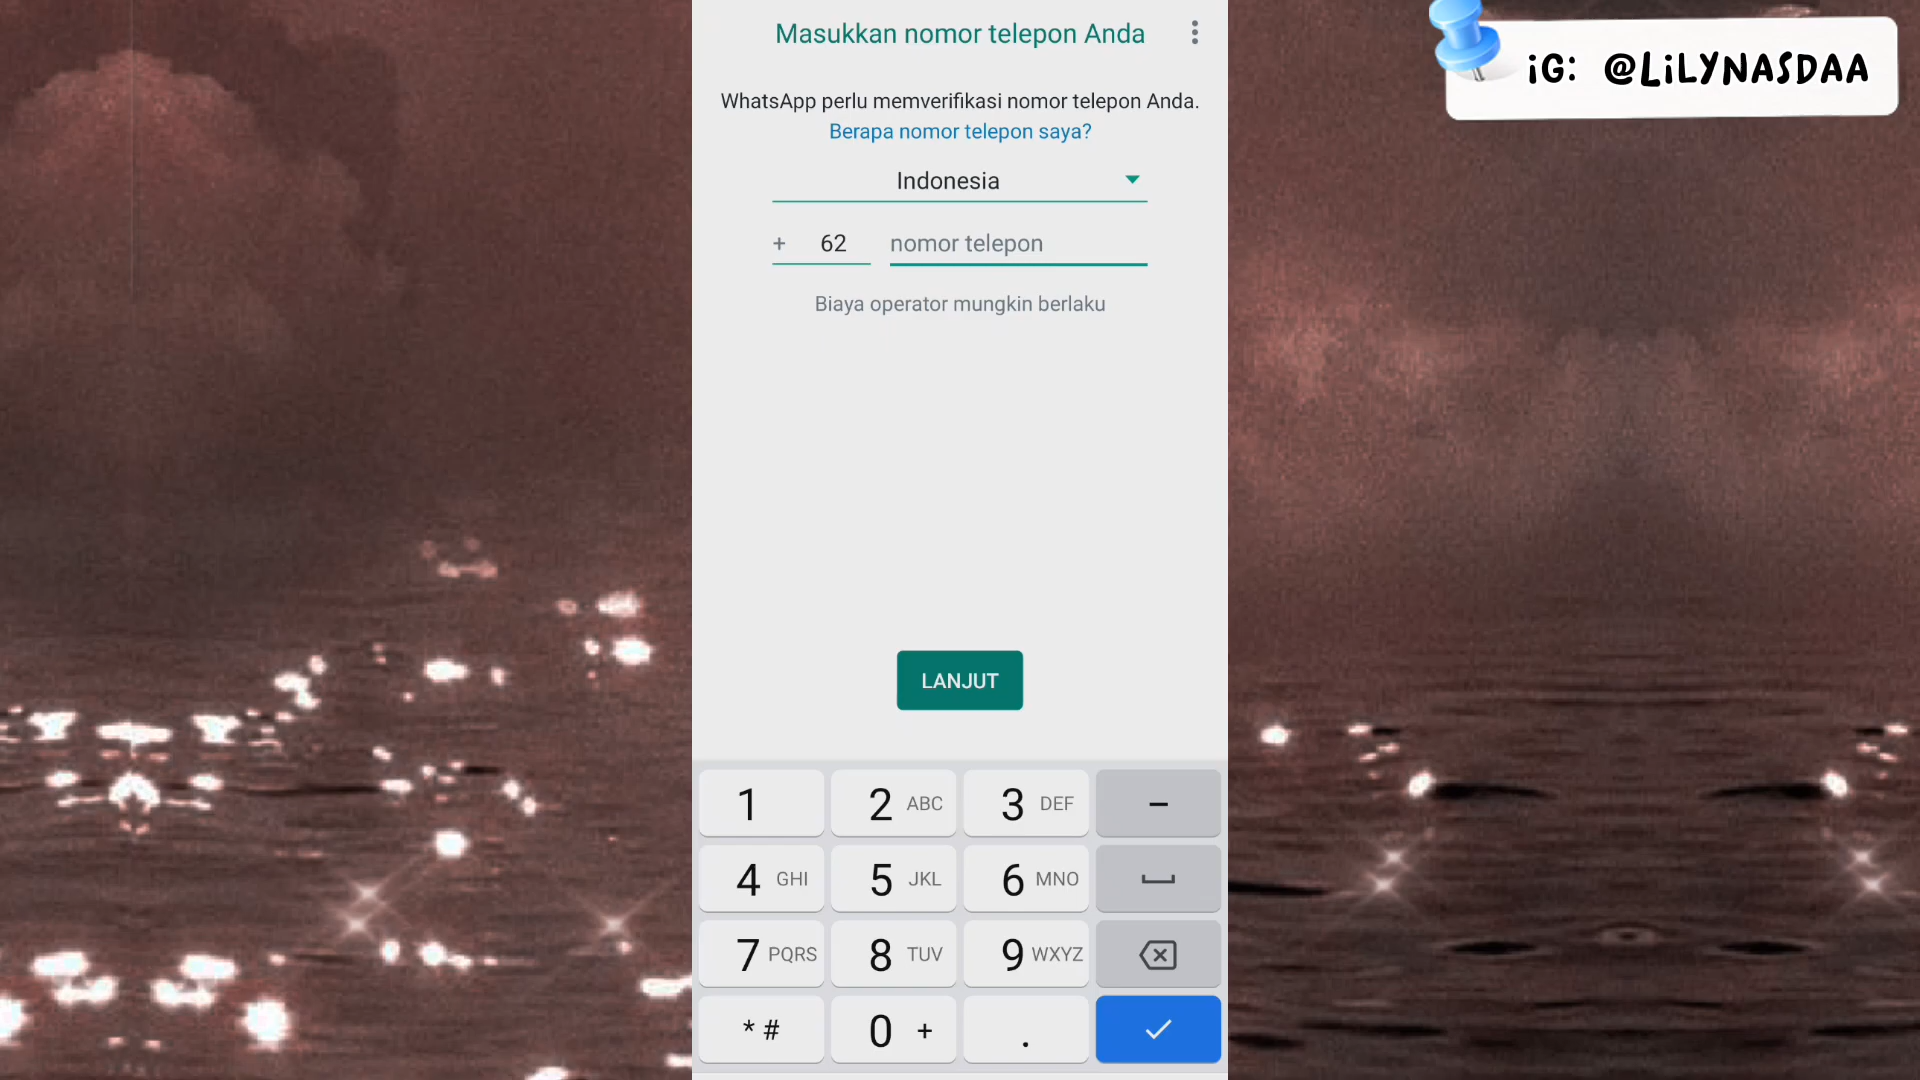 Masukkan nomor telepon Anda
iG: @LiLYNASDAA
WhatsApp perlu memverifikasi nomor telepon Anda.
Berapa nomor telepon saya?
Indonesia
+ 62 nomor telepon
Biaya operator mungkin berlaku
LANJUT
1 2 ABC 3 DEF -
4 GHI 5 JKL 6 MNO
7 PQRS 8 TUV 9 WXYZ
* # 0 + .